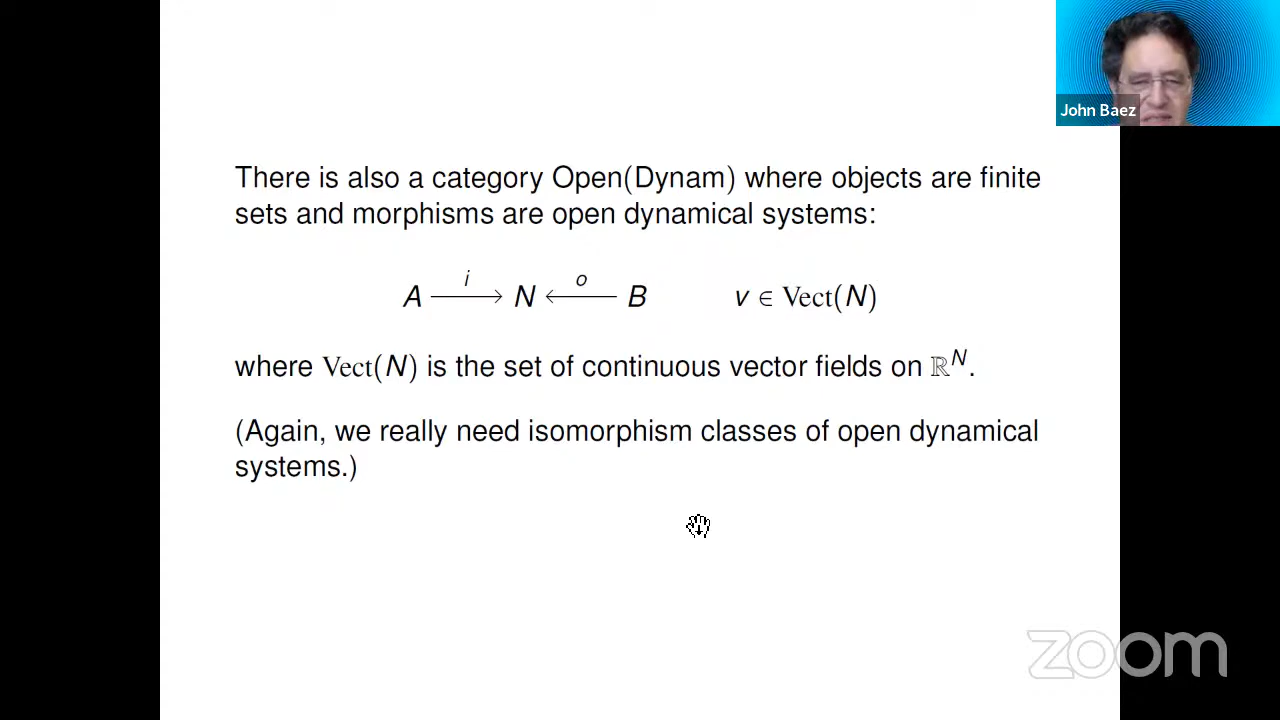 John Baez
There is also a category Open(Dynam) where objects are finite
sets and morphisms are open dynamical systems:
A —i→ N ←o— B v ∈ Vect(N)
where Vect(N) is the set of continuous vector fields on ℝᴺ.
(Again, we really need isomorphism classes of open dynamical
systems.)
zoom